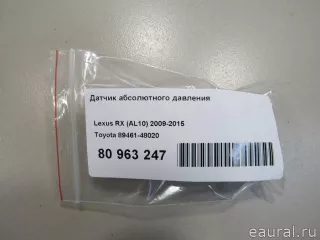 Датчик абсолютного давления
Lexus RX (AL10) 2009-2015
Toyota 89461-48020
80 963 247
eaural.ru